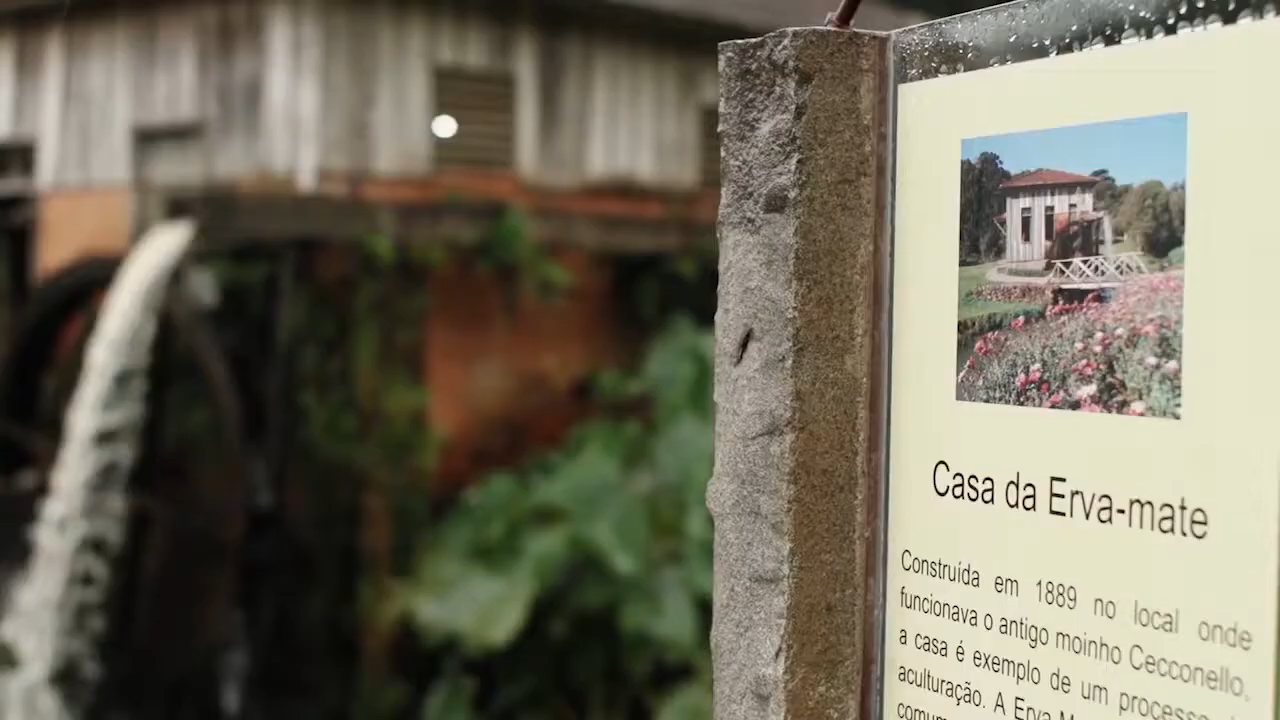 Casa da Erva-mate
Construída em 1889 no local onde
funcionava o antigo moinho Cecconello,
a casa é exemplo de um
aculturação. A Erva